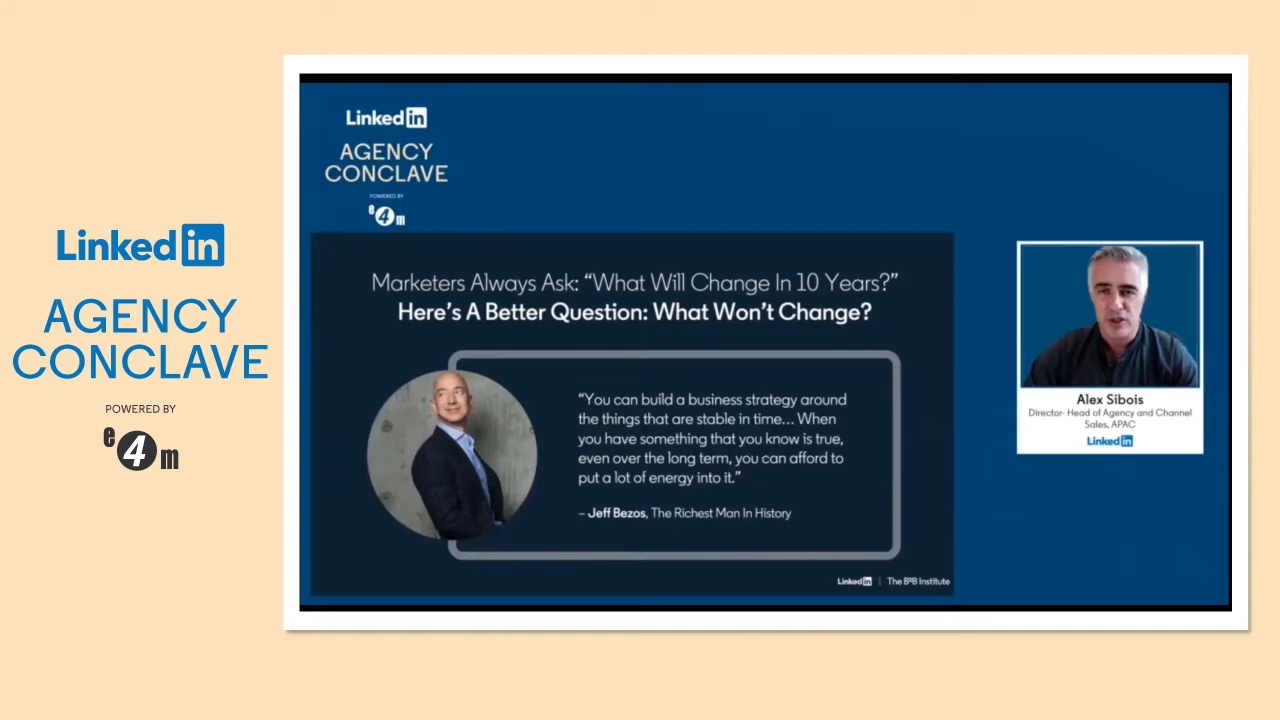 LinkedIn
AGENCY
CONCLAVE
POWERED BY
e4m
LinkedIn
AGENCY
CONCLAVE
POWERED BY
e4m
Marketers Always Ask: “What Will Change In 10 Years?”
Here’s A Better Question: What Won’t Change?
“You can build a business strategy around
the things that are stable in time... When
you have something that you know is true,
even over the long term, you can afford to
put a lot of energy into it.”
– Jeff Bezos, The Richest Man In History
LinkedIn | The B2B Institute
Alex Sibois
Director- Head of Agency and Channel
Sales, APAC
LinkedIn